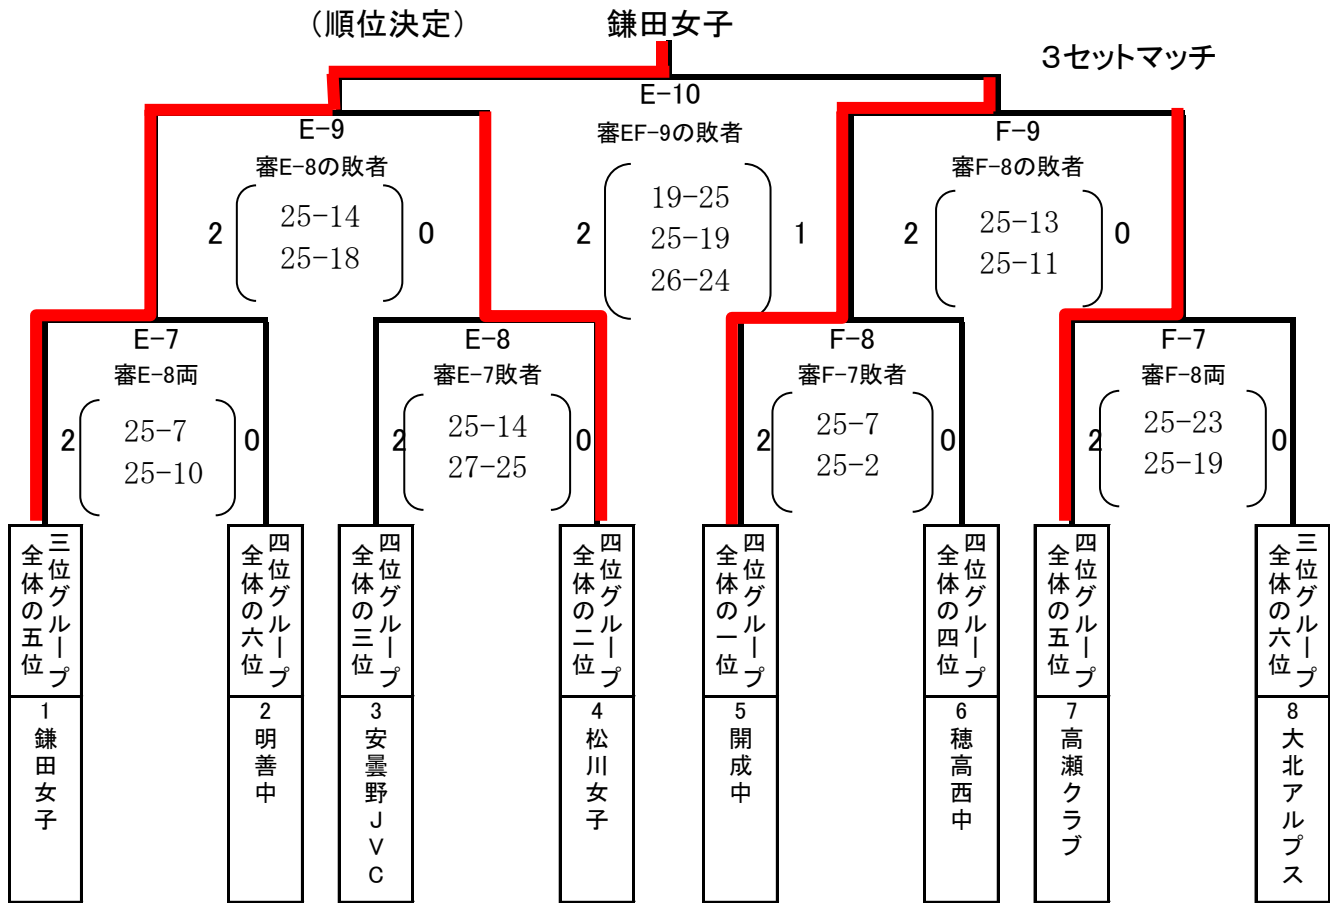 （順位決定）
鎌田女子
３セットマッチ
E-10
審EF-9の敗者
2
19-25
25-19
26-24
1
E-9
審E-8の敗者
2
25-14
25-18
0
F-9
審F-8の敗者
2
25-13
25-11
0
E-7
審E-8両
2
25-7
25-10
0
E-8
審E-7敗者
2
25-14
27-25
0
F-8
審F-7敗者
2
25-7
25-2
0
F-7
審F-8両
2
25-23
25-19
0
三位グループ
全体の五位
1鎌田女子
四位グループ
全体の六位
2明善中
四位グループ
全体の三位
3安曇野JVC
四位グループ
全体の二位
4松川女子
四位グループ
全体の一位
5開成中
四位グループ
全体の四位
6穂高西中
四位グループ
全体の五位
7高瀬クラブ
三位グループ
全体の六位
8大北アルプス